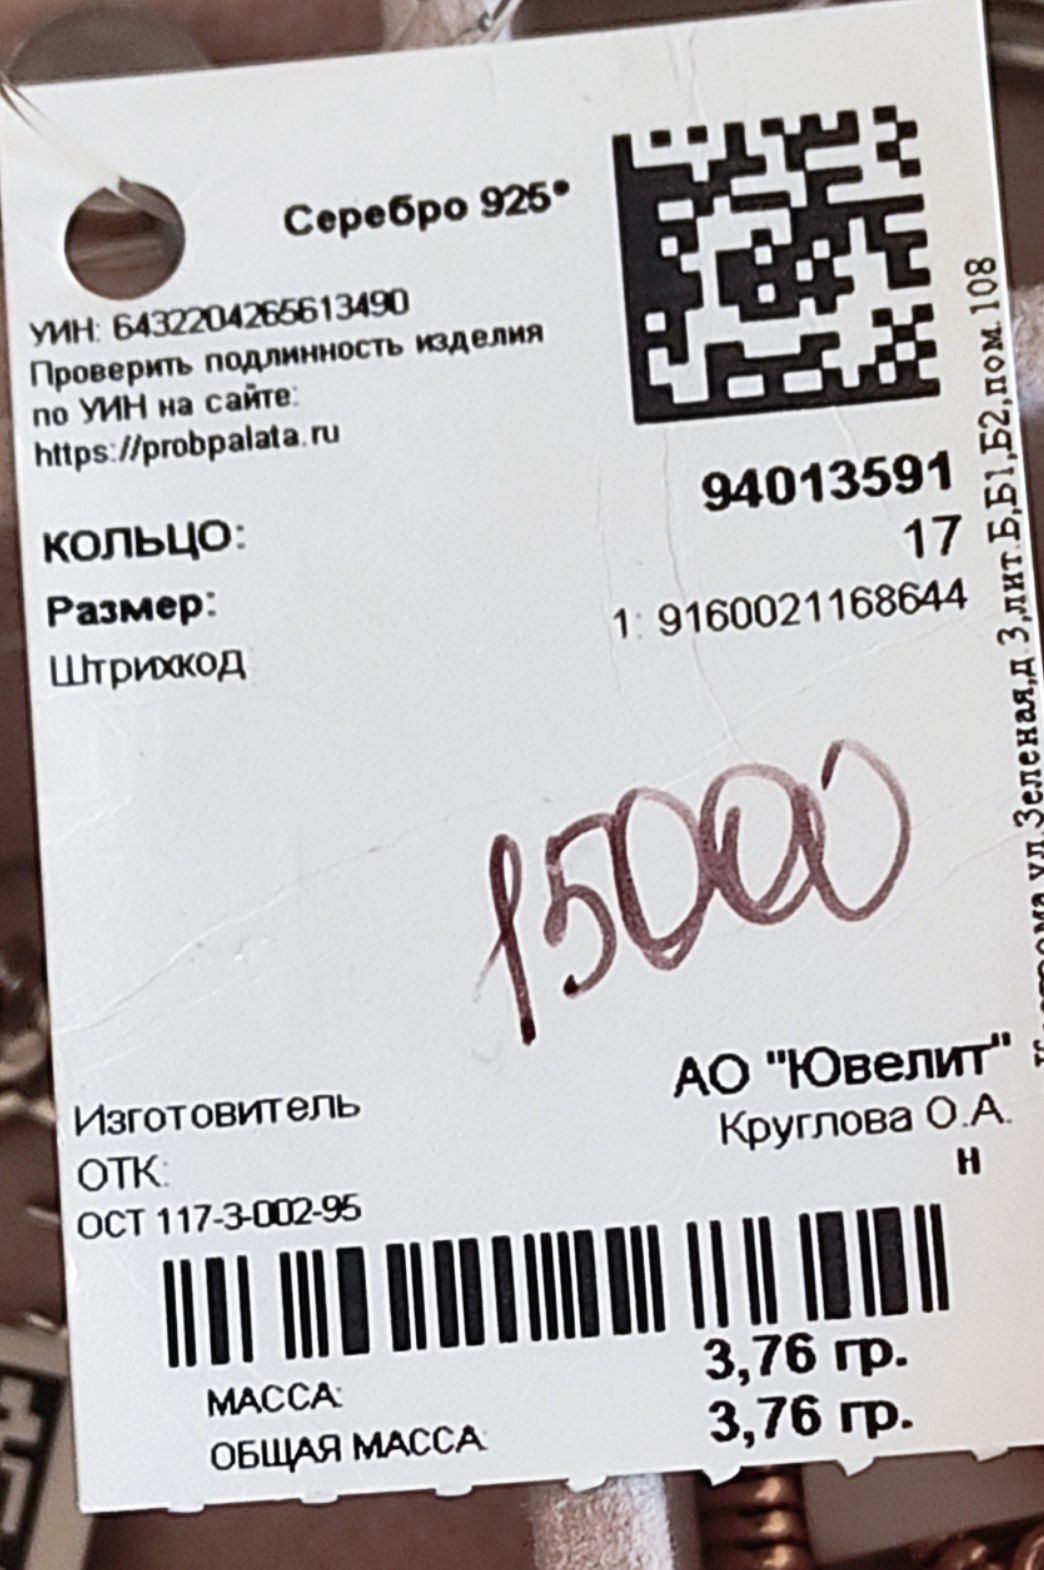 Серебро 925°
УИН: 6432204265613490
Проверить подлинность изделия
по УИН на сайте:
https://probpalata.ru
КОЛЬЦО: 94013591
Размер: 17
Штрихкод 1: 9160021168644
15000
Изготовитель АО "Ювелит"
ОТК: Круглова О.А.
Н
ОСТ 117-3-002-95
МАССА: 3,76 гр.
ОБЩАЯ МАССА 3,76 гр.
ул.Зеленая,д 3,лит.Б,Б1,Б2,пом.108